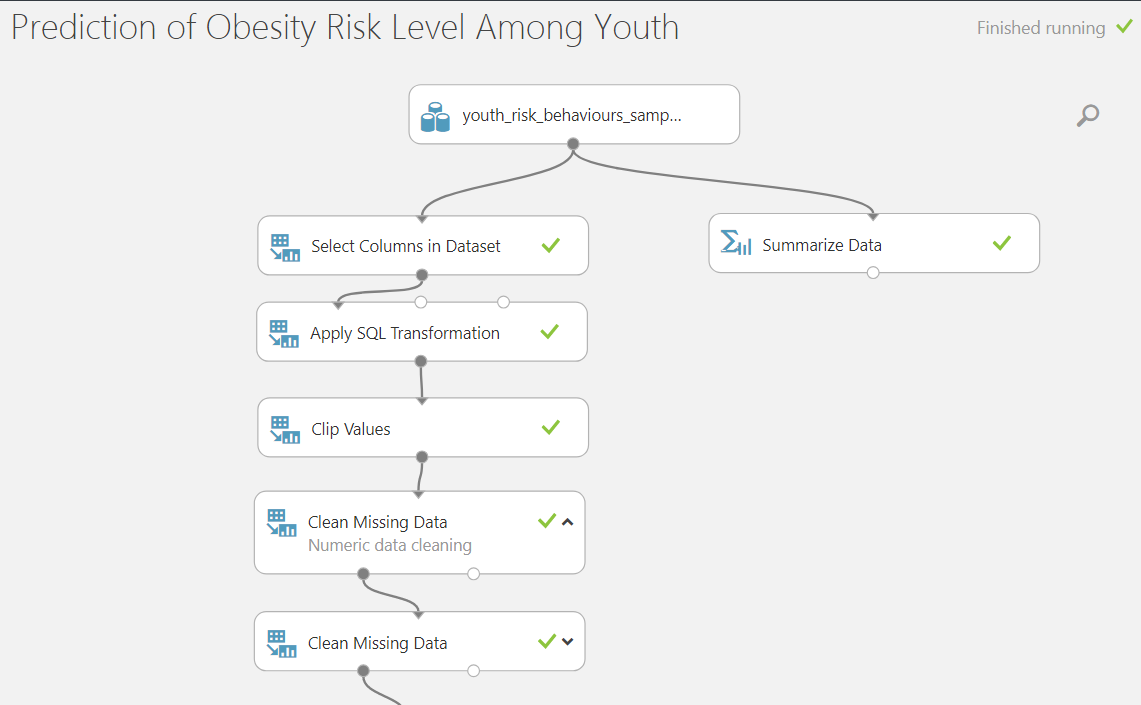 Prediction of Obesity Risk Level Among Youth
Finished running
youth_risk_behaviours_samp...
Select Columns in Dataset
Summarize Data
Apply SQL Transformation
Clip Values
Clean Missing Data
Numeric data cleaning
Clean Missing Data